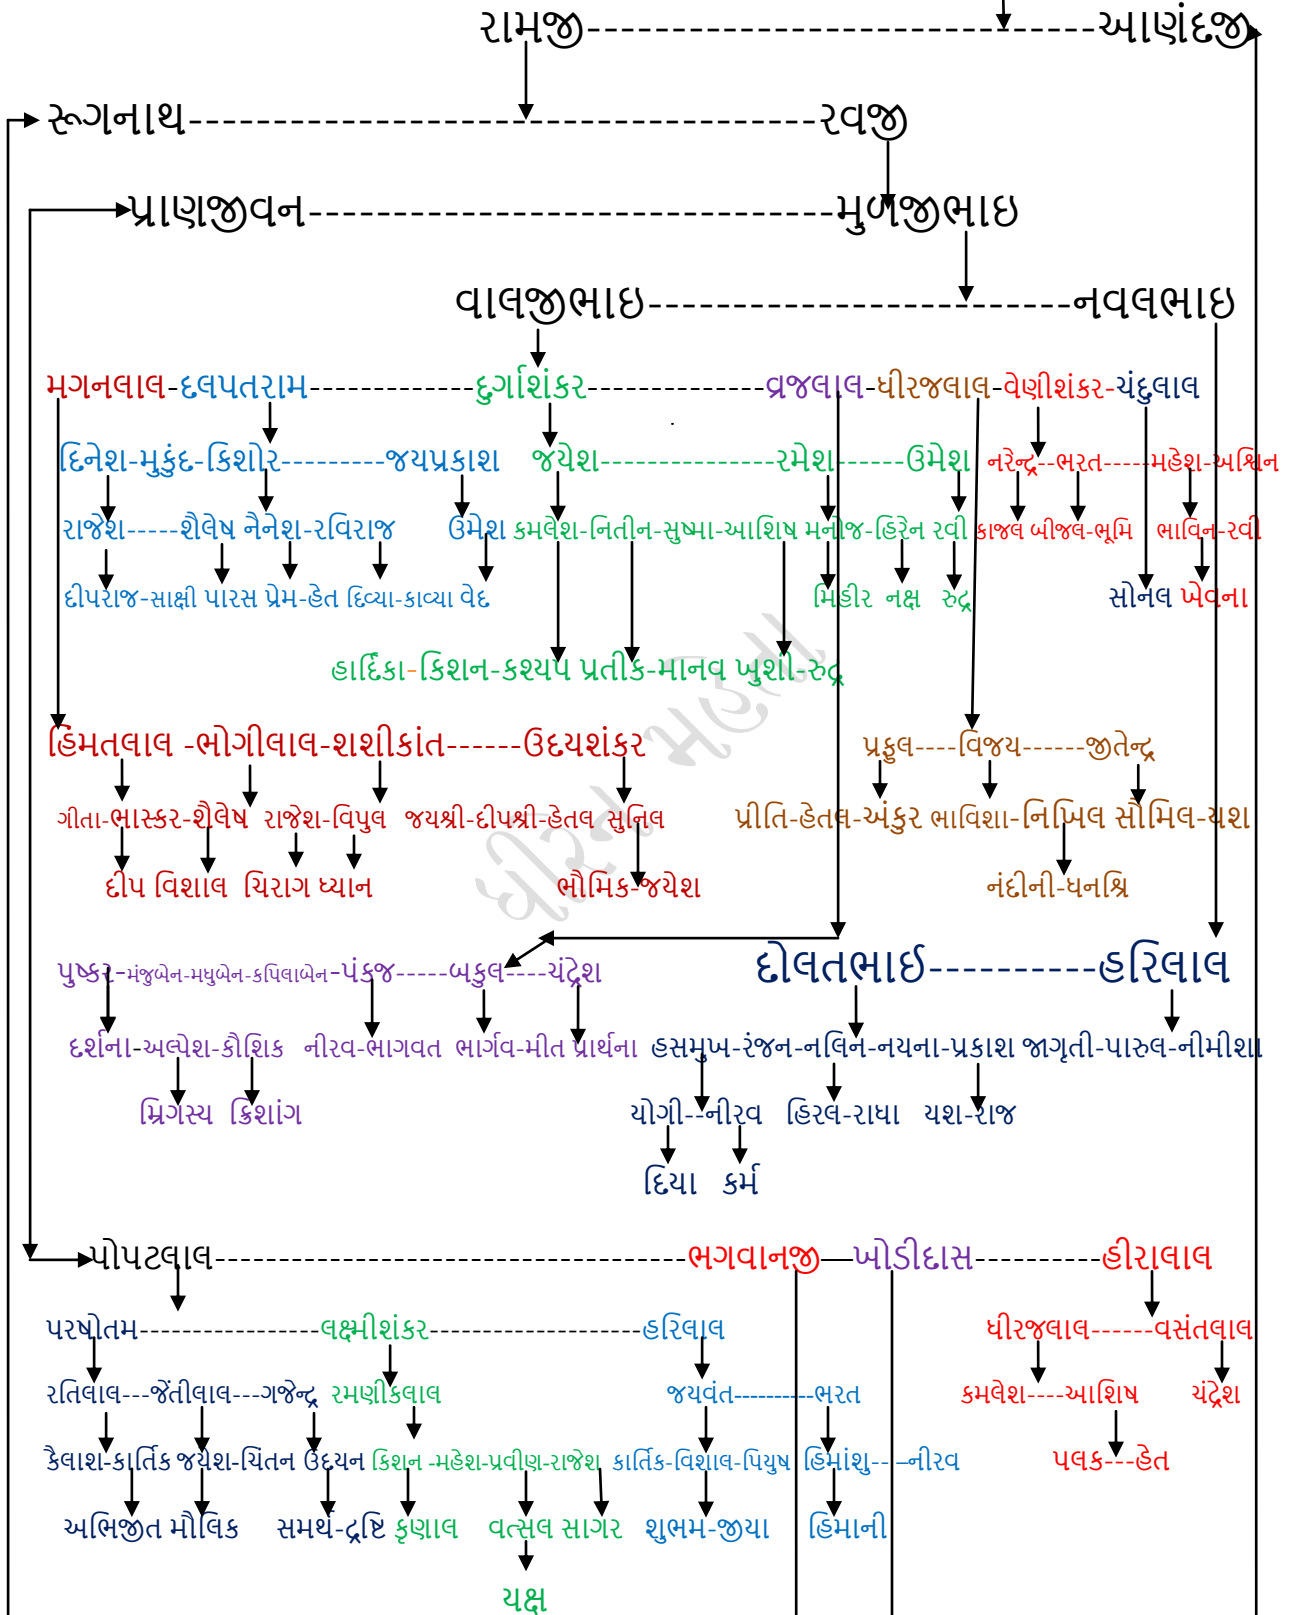 રામજી------------------------------આણંદજી
રૂગનાથ-------------------------------------રવજી
પ્રાણજીવન-------------------------------મુળજીભાઇ
વાલજીભાઇ-------------------------નવલભાઇ
મગનલાલ-દલપતરામ-------------દુર્ગાશંકર--------------વ્રજલાલ-ધીરજલાલ-વેણીશંકર-ચંદુલાલ
દિનેશ-મુકુંદ-કિશોર---------જયપ્રકાશ જયેશ---------------રમેશ------ઉમેશ નરેન્દ્ર--ભરત-----મહેશ-અશ્વિન
રાજેશ-----શૈલેષ નૈનેશ-રવિરાજ ઉમેશ કમલેશ-નિતીન-સુષ્મા-આશિષ મનોજ-હિરેન રવી કાજલ બીજલ-ભૂમિ ભાવિન-રવી
દીપરાજ-સાક્ષી પારસ પ્રેમ-હેત દિવ્યા-કાવ્યા વેદ મિહીર નક્ષ રુદ્ર સોનલ ખેવના
હાર્દિકા-કિશન-કશ્યપ પ્રતીક-માનવ ખુશી-રુદ્ર
હિંમતલાલ -ભોગીલાલ-શશીકાંત------ઉદયશંકર પ્રફુલ----વિજય------જીતેન્દ્ર
ગીતા-ભાસ્કર-શૈલેષ રાજેશ-વિપુલ જયશ્રી-દીપશ્રી-હેતલ સુનિલ પ્રીતિ-હેતલ-અંકુર ભાવિશા-નિખિલ સૌમિલ-યશ
દીપ વિશાલ ચિરાગ ધ્યાન ભૌમિક-જયેશ નંદીની-ધનશ્રિ
ધીરેન મહેતા
પુષ્કર-મંજુબેન-મધુબેન-કપિલાબેન-પંકજ-----બકુલ----ચંદ્રેશ દોલતભાઈ----------હરિલાલ
દર્શના-અલ્પેશ-કૌશિક નીરવ-ભાગવત ભાર્ગવ-મીત પ્રાર્થના હસમુખ-રંજન-નલિન-નયના-પ્રકાશ જાગૃતી-પારુલ-નીમીશા
મ્રિગસ્ય ક્રિશાંગ યોગી--નીરવ હિરલ-રાધા યશ-રાજ
દિયા કર્મ
પોપટલાલ--------------------------------------ભગવાનજી—ખોડીદાસ----------હીરાલાલ
પરષોતમ-----------------લક્ષ્મીશંકર--------------------હરિલાલ ધીરજલાલ------વસંતલાલ
રતિલાલ---જેંતીલાલ---ગજેન્દ્ર રમણીકલાલ જયવંત----------ભરત કમલેશ----આશિષ ચંદ્રેશ
કૈલાશ-કાર્તિક જયેશ-ચિંતન ઉદયન કિશન -મહેશ-પ્રવીણ-રાજેશ કાર્તિક-વિશાલ-પિયુષ હિમાંશુ--–નીરવ પલક---હેત
અભિજીત મૌલિક સમર્થ-દ્રષ્ટિ કૃણાલ વત્સલ સાગર શુભમ-જીયા હિમાની
યક્ષ